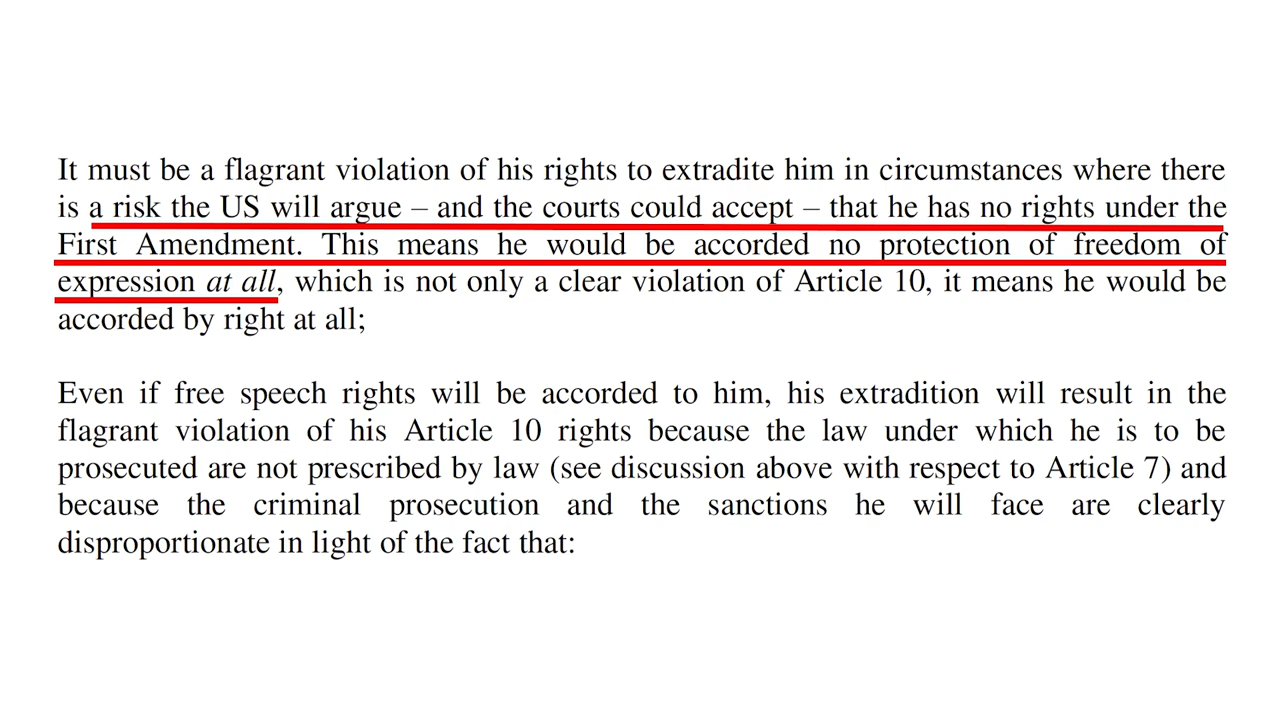 It must be a flagrant violation of his rights to extradite him in circumstances where there
is a risk the US will argue – and the courts could accept – that he has no rights under the
First Amendment. This means he would be accorded no protection of freedom of
expression at all, which is not only a clear violation of Article 10, it means he would be
accorded by right at all;
Even if free speech rights will be accorded to him, his extradition will result in the
flagrant violation of his Article 10 rights because the law under which he is to be
prosecuted are not prescribed by law (see discussion above with respect to Article 7) and
because the criminal prosecution and the sanctions he will face are clearly
disproportionate in light of the fact that: